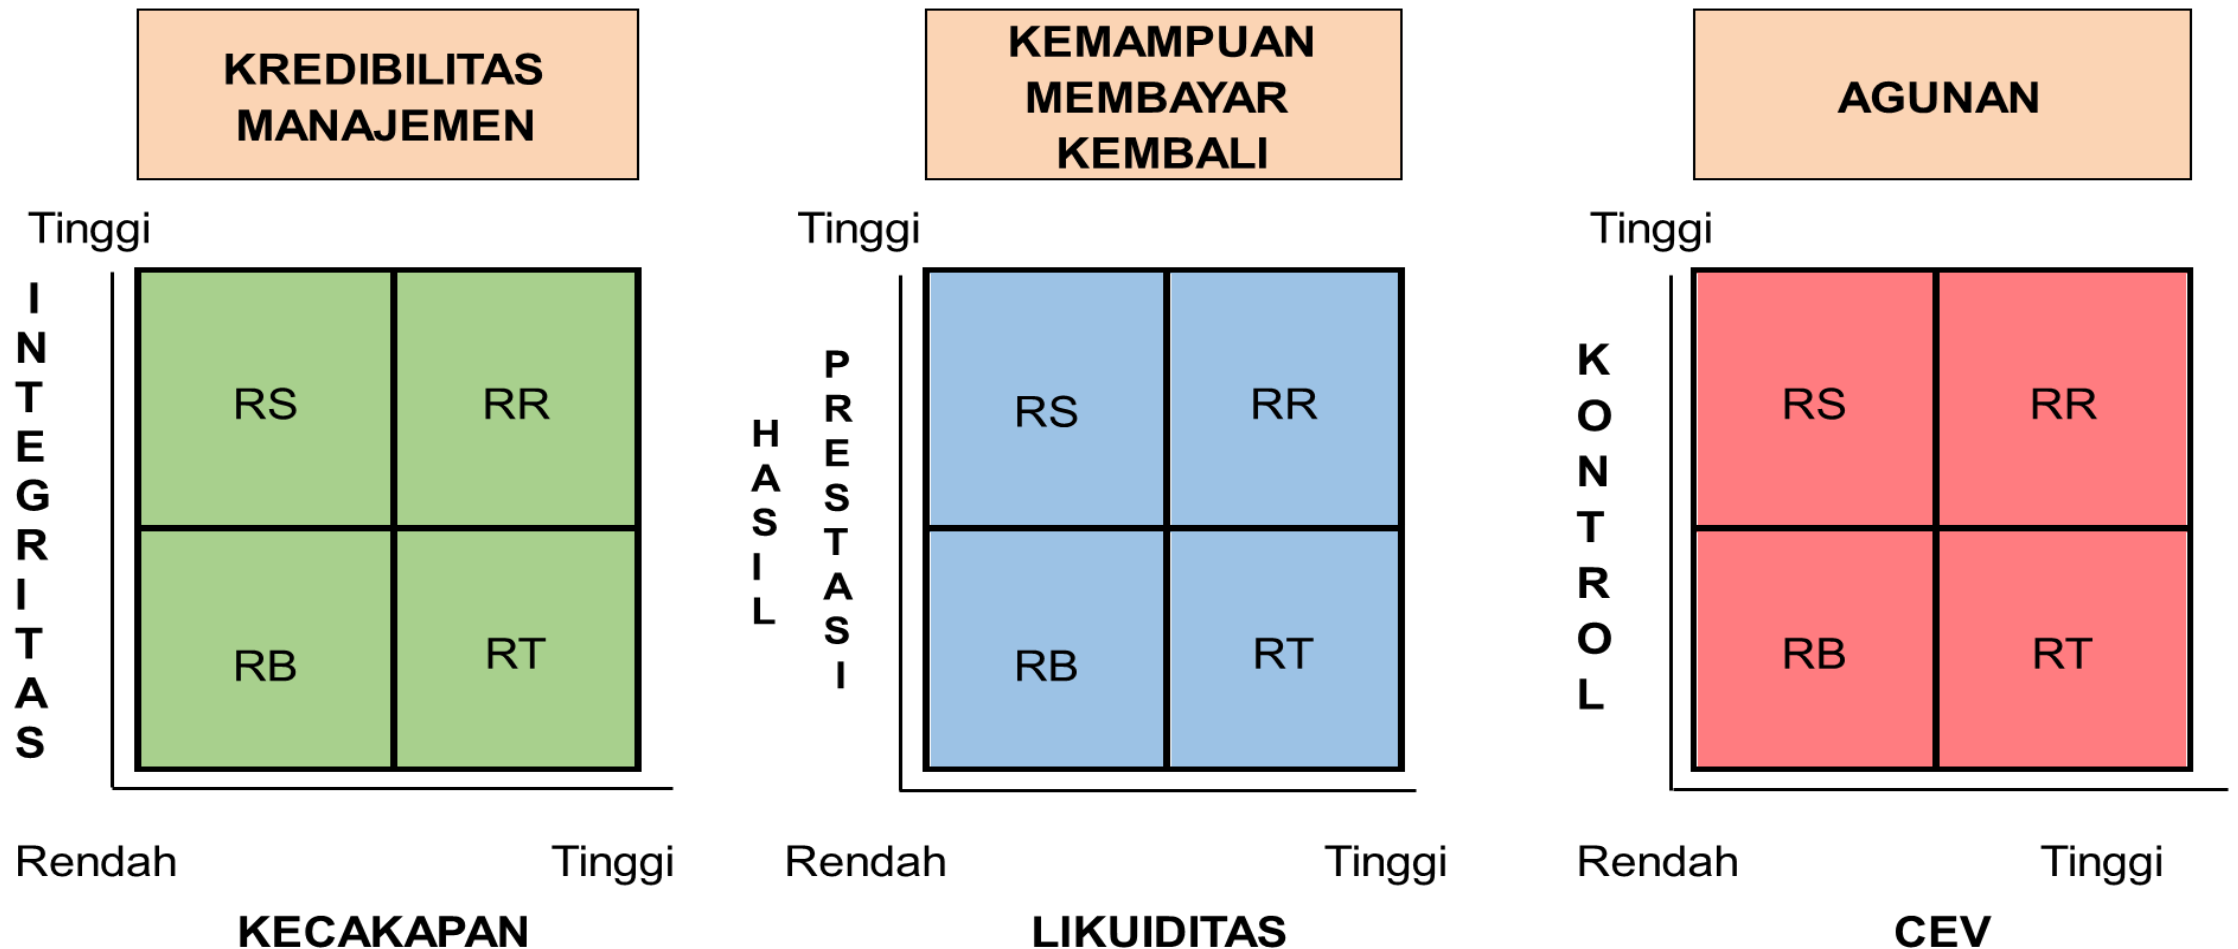 KREDIBILITAS
MANAJEMEN
Tinggi
INTEGRITAS
RS
RR
RB
RT
Rendah
Tinggi
KECAKAPAN
KEMAMPUAN
MEMBAYAR
KEMBALI
Tinggi
HASIL
PRESTASI
RS
RR
RB
RT
Rendah
Tinggi
LIKUIDITAS
AGUNAN
Tinggi
KONTROL
RS
RR
RB
RT
Rendah
Tinggi
CEV